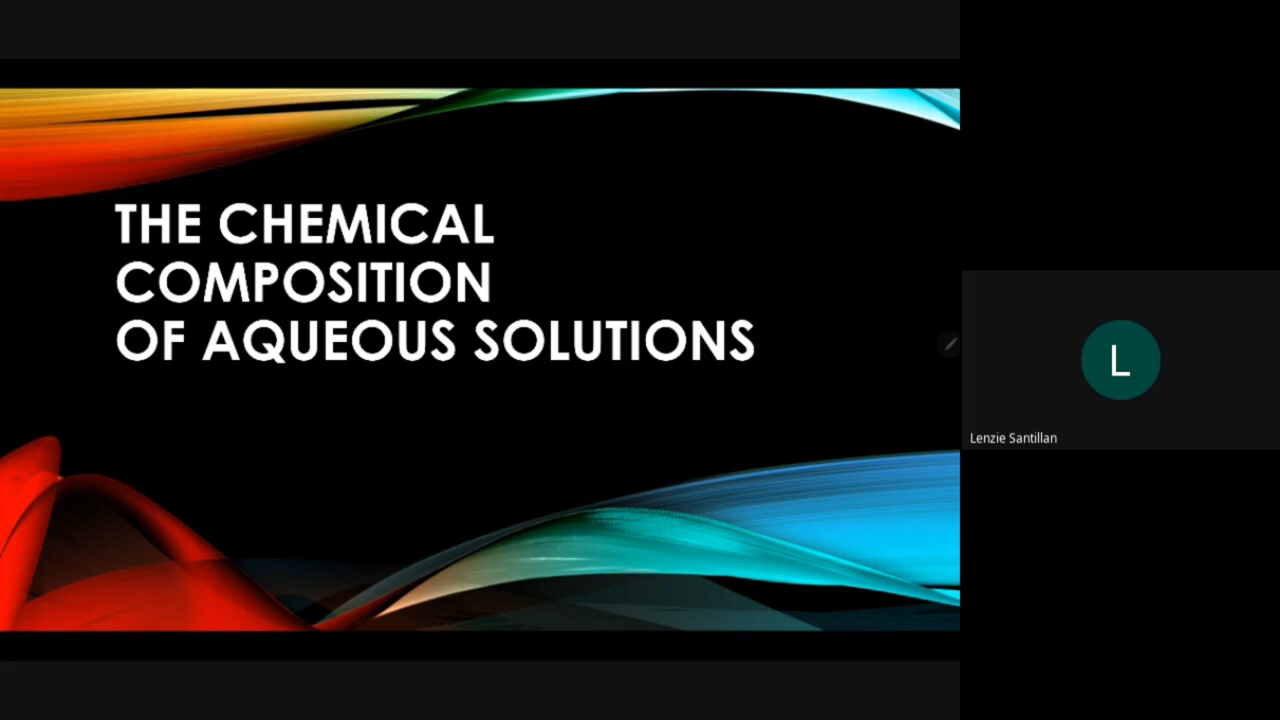 THE CHEMICAL
COMPOSITION
OF AQUEOUS SOLUTIONS
L
Lenzie Santillan